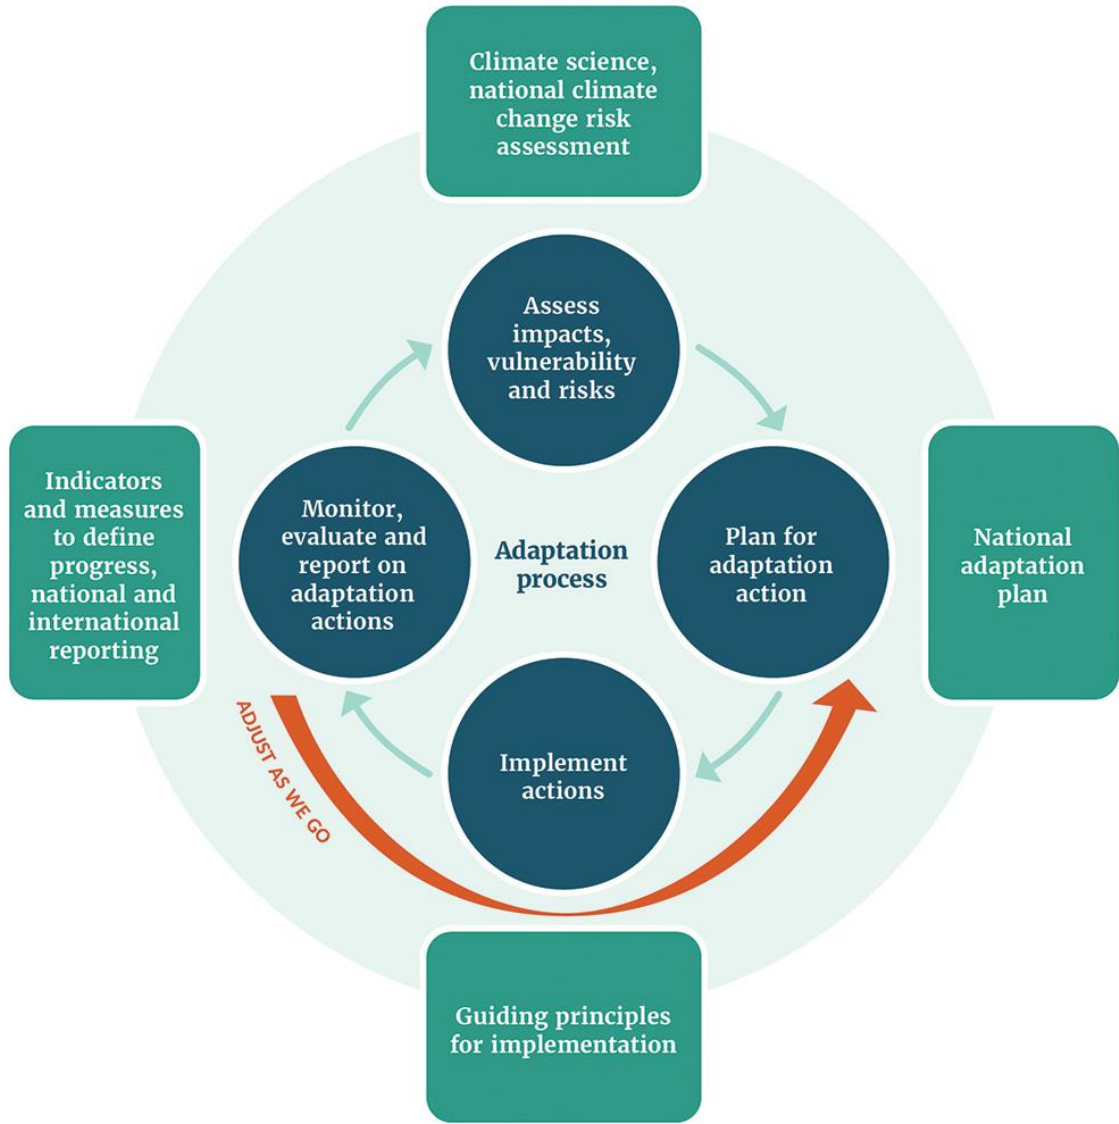 Climate science,
national climate
change risk
assessment
Assess
impacts,
vulnerability
and risks
Indicators
and measures
to define
progress,
national and
international
reporting
Monitor,
evaluate and
report on
adaptation
actions
Adaptation
process
Plan for
adaptation
action
National
adaptation
plan
Implement
actions
ADJUST AS WE GO
Guiding principles
for implementation